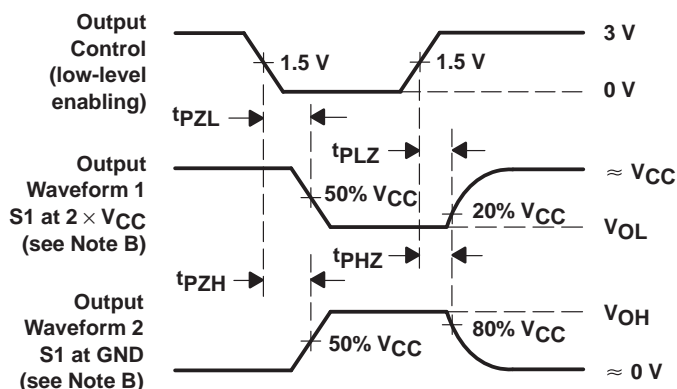 Output
Control
(low-level
enabling)
1.5 V
1.5 V
3 V
0 V
tPZL
tPLZ
Output
Waveform 1
S1 at 2 × VCC
(see Note B)
50% VCC
20% VCC
≈ VCC
VOL
tPZH
tPHZ
Output
Waveform 2
S1 at GND
(see Note B)
50% VCC
80% VCC
VOH
≈ 0 V